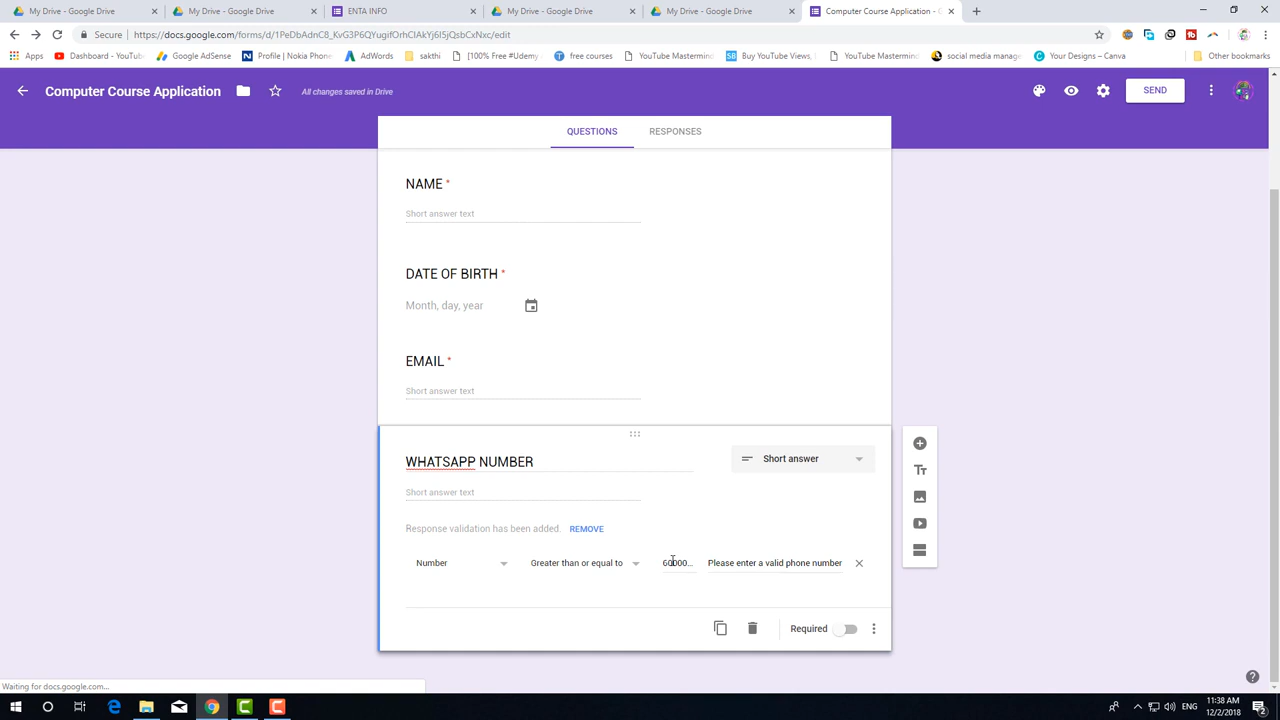 My Drive - Google Drive
My Drive - Google Drive
ENTA INFO
My Drive - Google Drive
My Drive - Google Drive
Computer Course Application - G
Secure
https://docs.google.com/forms/d/1PeDbAdnC8_KvG3P6QYugifOrhCIAkYj6I5jQsbCxNxc/edit
Apps
Dashboard - YouTube
Google AdSense
Profile | Nokia Phone
AdWords
sakthi
[100% Free #Udemy
free courses
YouTube Mastermind
Buy YouTube Views,
YouTube Mastermind
social media manage
Your Designs – Canva
Other bookmarks
Computer Course Application
All changes saved in Drive
SEND
QUESTIONS
RESPONSES
NAME *
Short answer text
DATE OF BIRTH *
Month, day, year
EMAIL *
Short answer text
WHATSAPP NUMBER
Short answer
Short answer text
Response validation has been added. REMOVE
Number
Greater than or equal to
60000...
Please enter a valid phone number
Required
Waiting for docs.google.com...
ENG
11:38 AM
12/2/2018
2